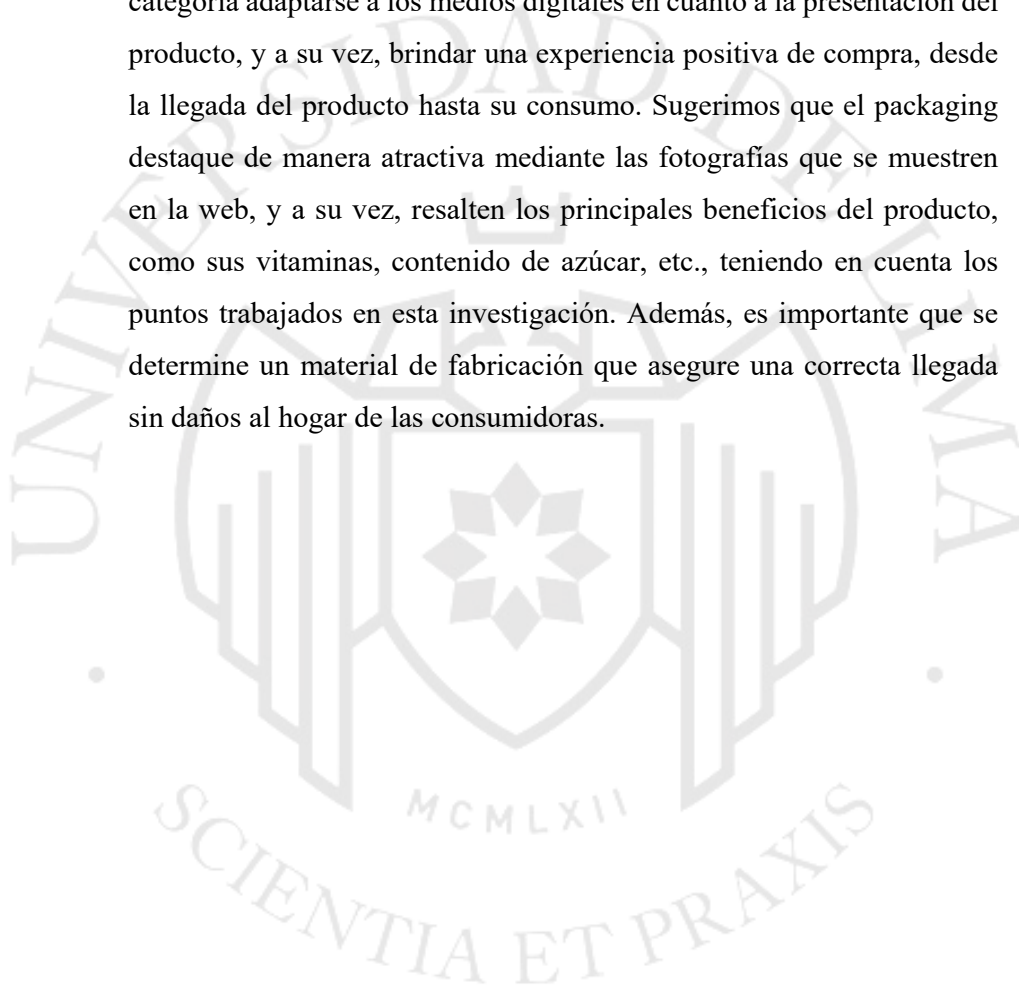 categoría adaptarse a los medios digitales en cuanto a la presentación del
producto, y a su vez, brindar una experiencia positiva de compra, desde
la llegada del producto hasta su consumo. Sugerimos que el packaging
destaque de manera atractiva mediante las fotografías que se muestren
en la web, y a su vez, resalten los principales beneficios del producto,
como sus vitaminas, contenido de azúcar, etc., teniendo en cuenta los
puntos trabajados en esta investigación. Además, es importante que se
determine un material de fabricación que asegure una correcta llegada
sin daños al hogar de las consumidoras.
UNIVERSIDAD DE LIMA
MCMLXII
SCIENTIA ET PRAXIS